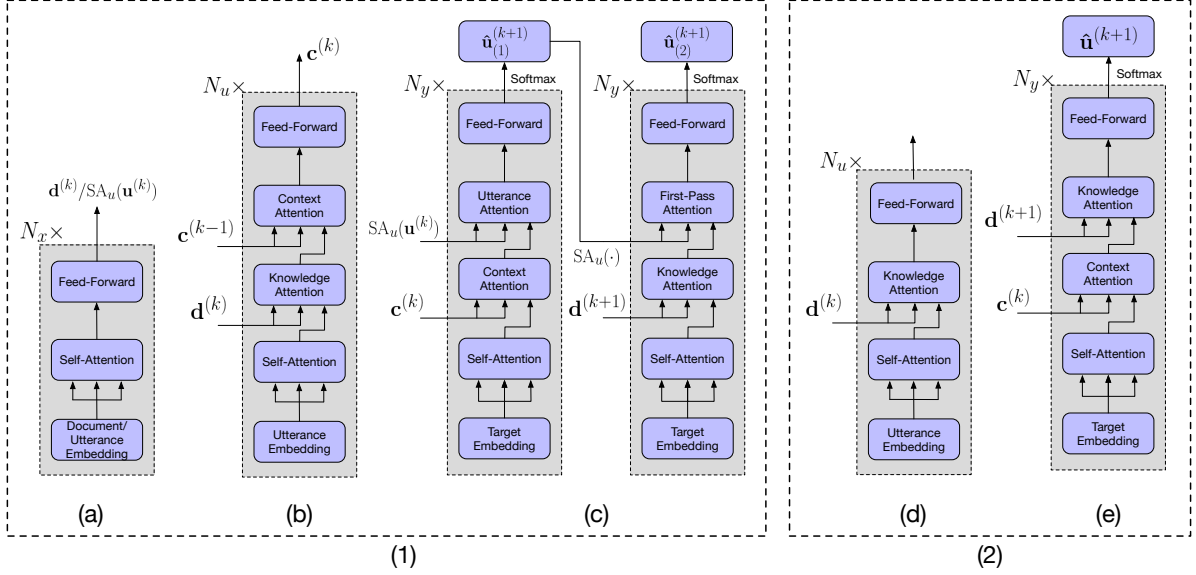 d^(k)/SA_u(u^(k))
N_x×
Feed-Forward
Self-Attention
Document/
Utterance
Embedding
(a)
c^(k)
N_u×
Feed-Forward
Context
Attention
c^(k−1)
Knowledge
Attention
d^(k)
Self-Attention
Utterance
Embedding
(b)
û_(1)^(k+1)
Softmax
N_y×
Feed-Forward
Utterance
Attention
SA_u(u^(k))
Context
Attention
c^(k)
Self-Attention
Target
Embedding
û_(2)^(k+1)
Softmax
N_y×
Feed-Forward
First-Pass
Attention
SA_u(·)
Knowledge
Attention
d^(k+1)
Self-Attention
Target
Embedding
(c)
(1)
N_u×
Feed-Forward
Knowledge
Attention
d^(k)
Self-Attention
Utterance
Embedding
(d)
û^(k+1)
Softmax
N_y×
Feed-Forward
Knowledge
Attention
d^(k+1)
Context
Attention
c^(k)
Self-Attention
Target
Embedding
(e)
(2)